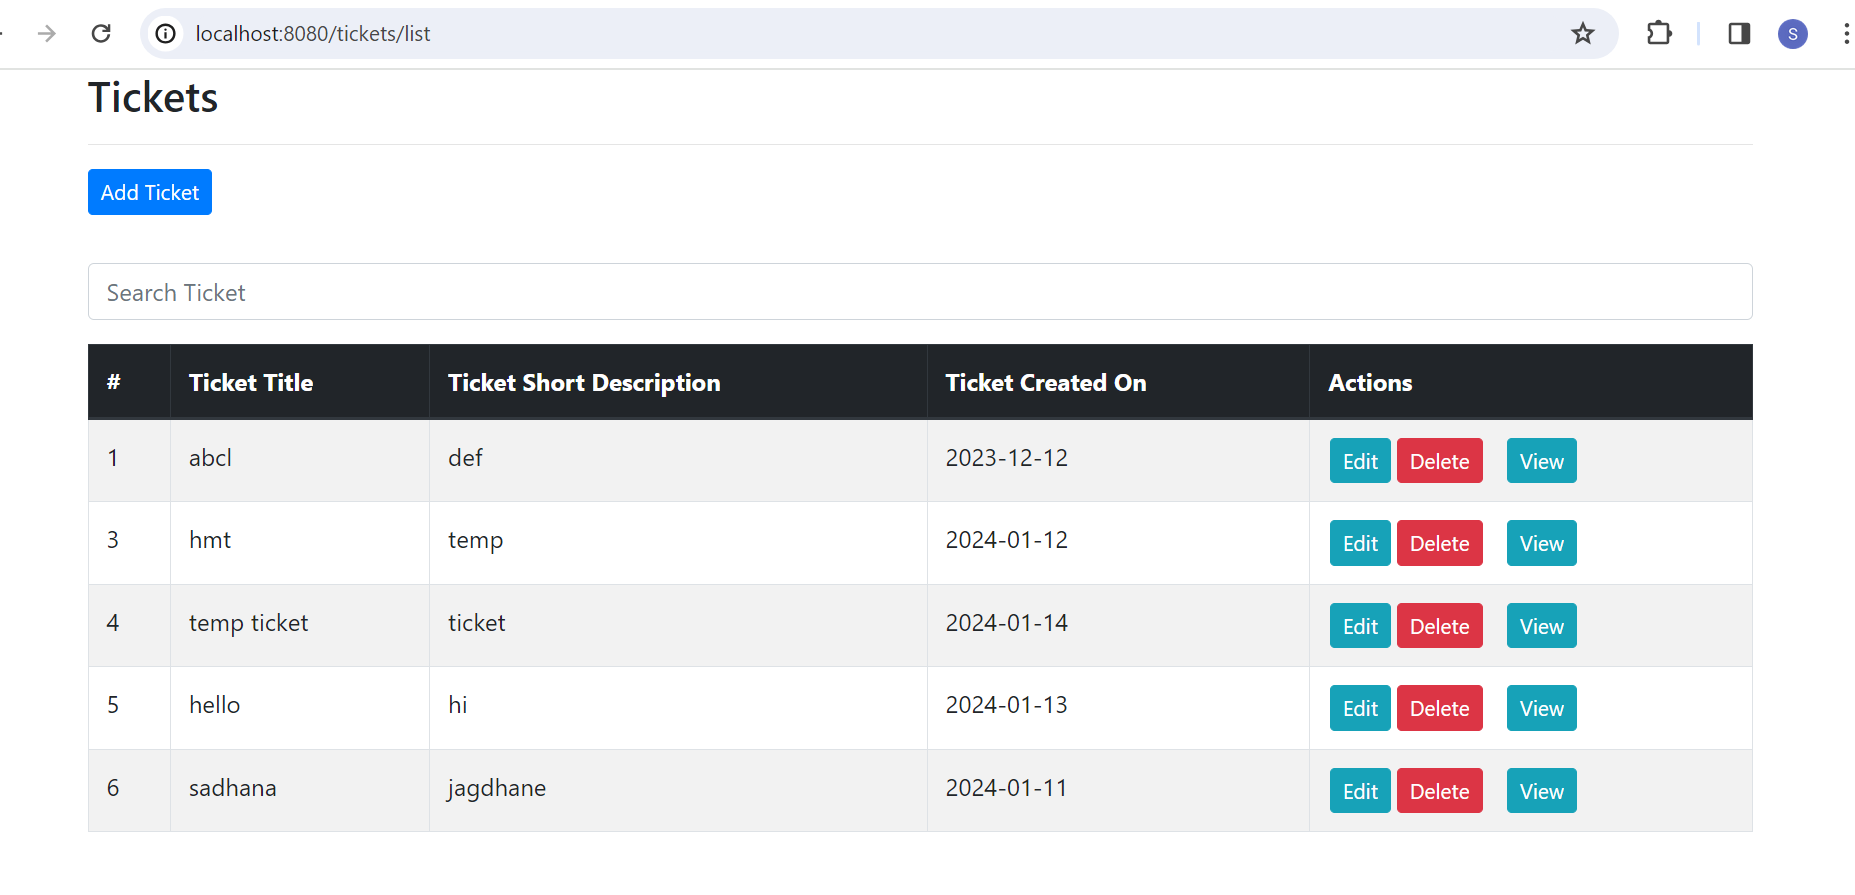 localhost:8080/tickets/list
S
Tickets
Add Ticket
Search Ticket
# Ticket Title Ticket Short Description Ticket Created On Actions
1 abcl def 2023-12-12 Edit Delete View
3 hmt temp 2024-01-12 Edit Delete View
4 temp ticket ticket 2024-01-14 Edit Delete View
5 hello hi 2024-01-13 Edit Delete View
6 sadhana jagdhane 2024-01-11 Edit Delete View